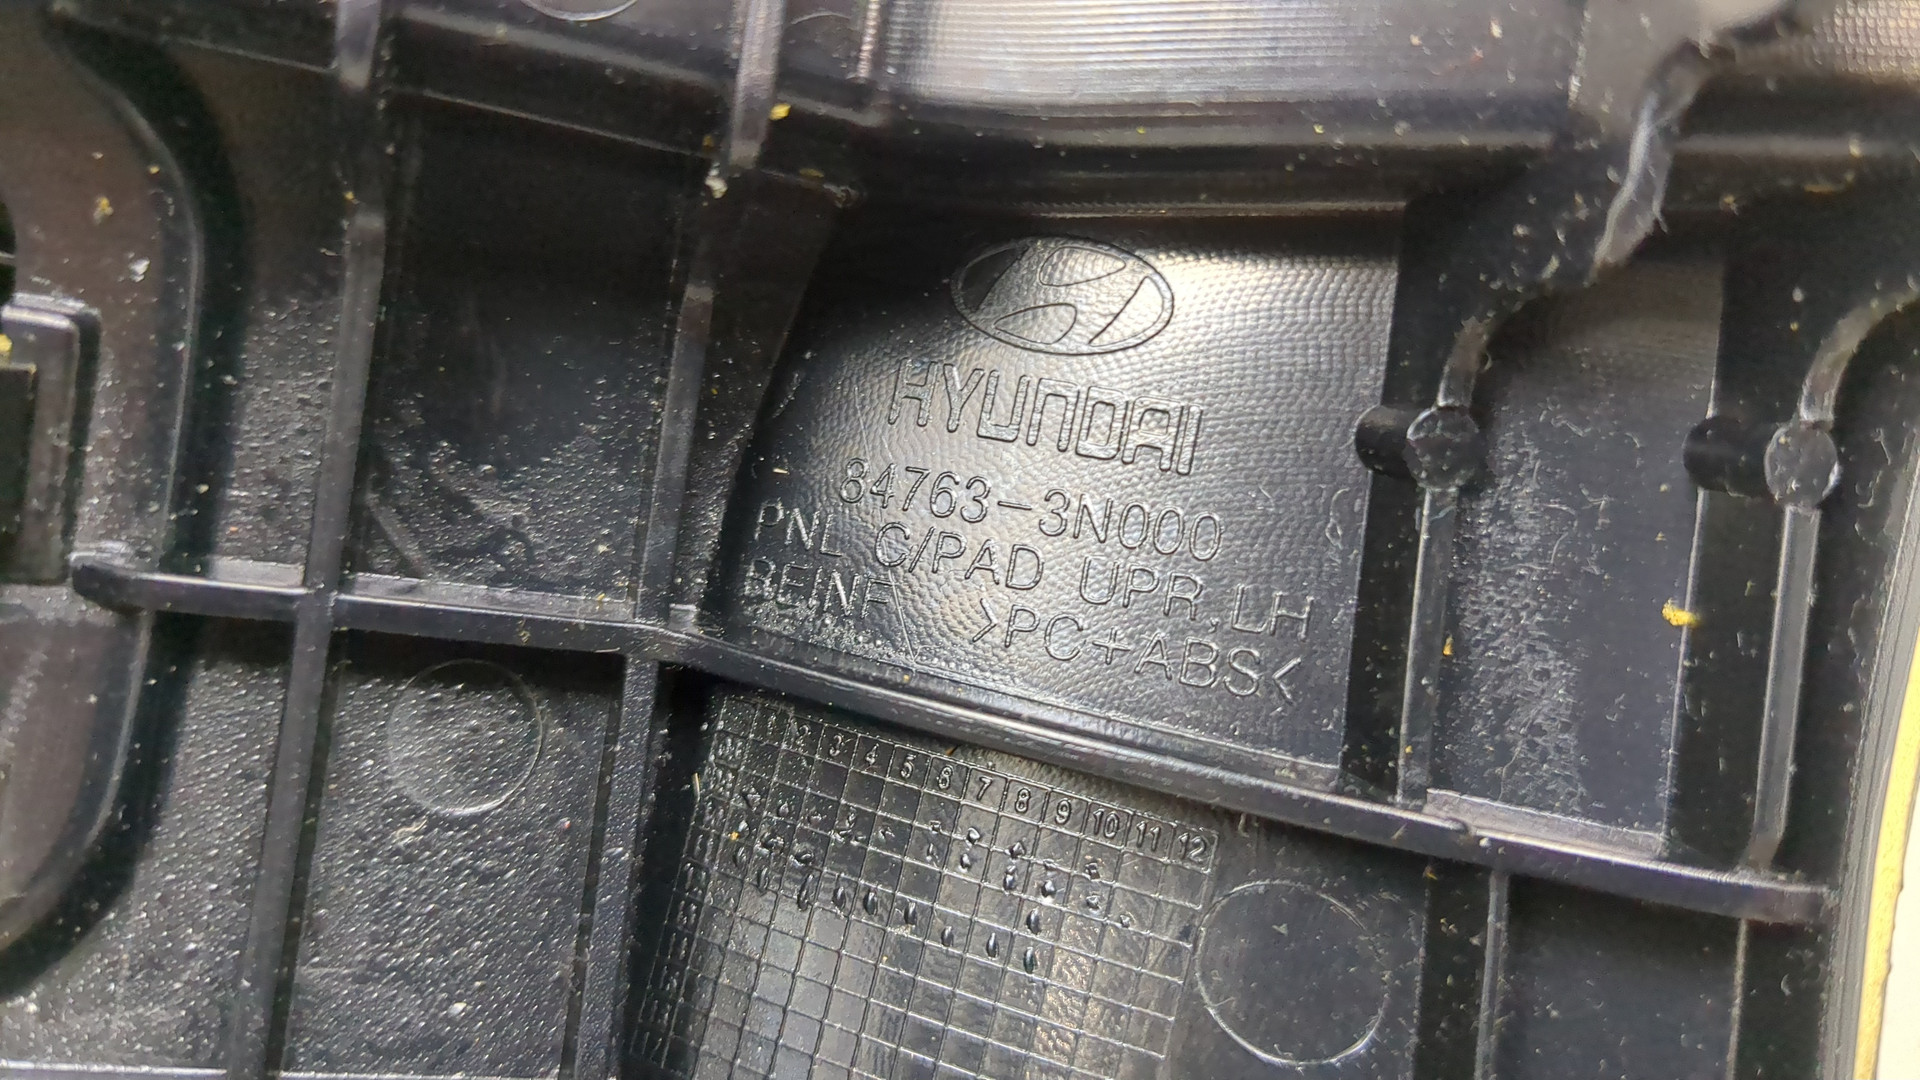 HYUNDAI
84763-3N000
PNL C/PAD UPR,LH
REINF >PC+ABS<
1 2 3 4 5 6 7 8 9 10 11 12